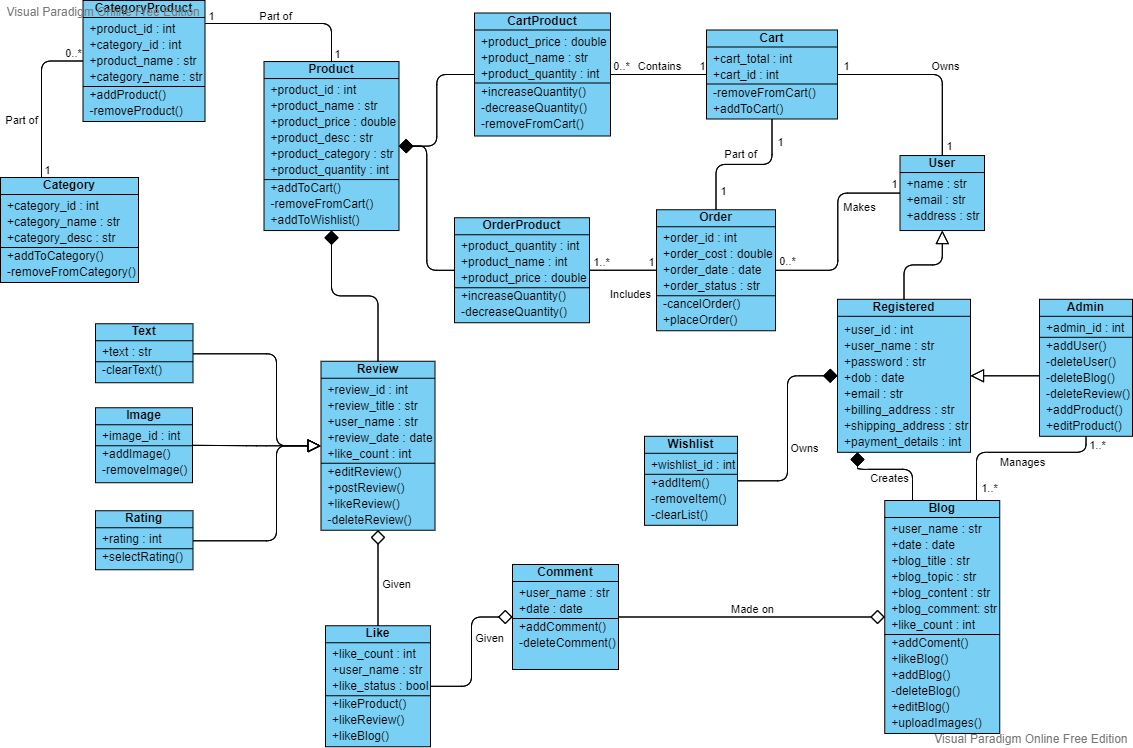 Visual Paradigm Online Free Edition
CategoryProduct
+product_id : int
+category_id : int
+product_name : str
+category_name : str
+addProduct()
-removeProduct()
1
Part of
1
0..*
Part of
1
Category
+category_id : int
+category_name : str
+category_desc : str
+addToCategory()
-removeFromCategory()
Product
+product_id : int
+product_name : str
+product_price : double
+product_desc : str
+product_category : str
+product_quantity : int
+addToCart()
-removeFromCart()
+addToWishlist()
CartProduct
+product_price : double
+product_name : str
+product_quantity : int
+increaseQuantity()
-decreaseQuantity()
-removeFromCart()
0..*
Contains
1
Cart
+cart_total : int
+cart_id : int
-removeFromCart()
+addToCart()
1
Owns
1
1
Part of
1
User
+name : str
+email : str
+address : str
OrderProduct
+product_quantity : int
+product_name : int
+product_price : double
+increaseQuantity()
-decreaseQuantity()
1..*
1
Includes
Order
+order_id : int
+order_cost : double
+order_date : date
+order_status : str
-cancelOrder()
+placeOrder()
1
Makes
0..*
Registered
+user_id : int
+user_name : str
+password : str
+dob : date
+email : str
+billing_address : str
+shipping_address : str
+payment_details : int
Admin
+admin_id : int
+addUser()
-deleteUser()
-deleteBlog()
-deleteReview()
+addProduct()
+editProduct()
1..*
Manages
1..*
Creates
Owns
Wishlist
+wishlist_id : int
+addItem()
-removeItem()
-clearList()
Text
+text : str
-clearText()
Image
+image_id : int
+addImage()
-removeImage()
Rating
+rating : int
+selectRating()
Review
+review_id : int
+review_title : str
+user_name : str
+review_date : date
+like_count : int
+editReview()
+postReview()
+likeReview()
-deleteReview()
Given
Like
+like_count : int
+user_name : str
+like_status : bool
+likeProduct()
+likeReview()
+likeBlog()
Given
Comment
+user_name : str
+date : date
+addComment()
-deleteComment()
Made on
Blog
+user_name : str
+date : date
+blog_title : str
+blog_topic : str
+blog_content : str
+blog_comment: str
+like_count : int
+addComent()
+likeBlog()
+addBlog()
-deleteBlog()
+editBlog()
+uploadImages()
Visual Paradigm Online Free Edition